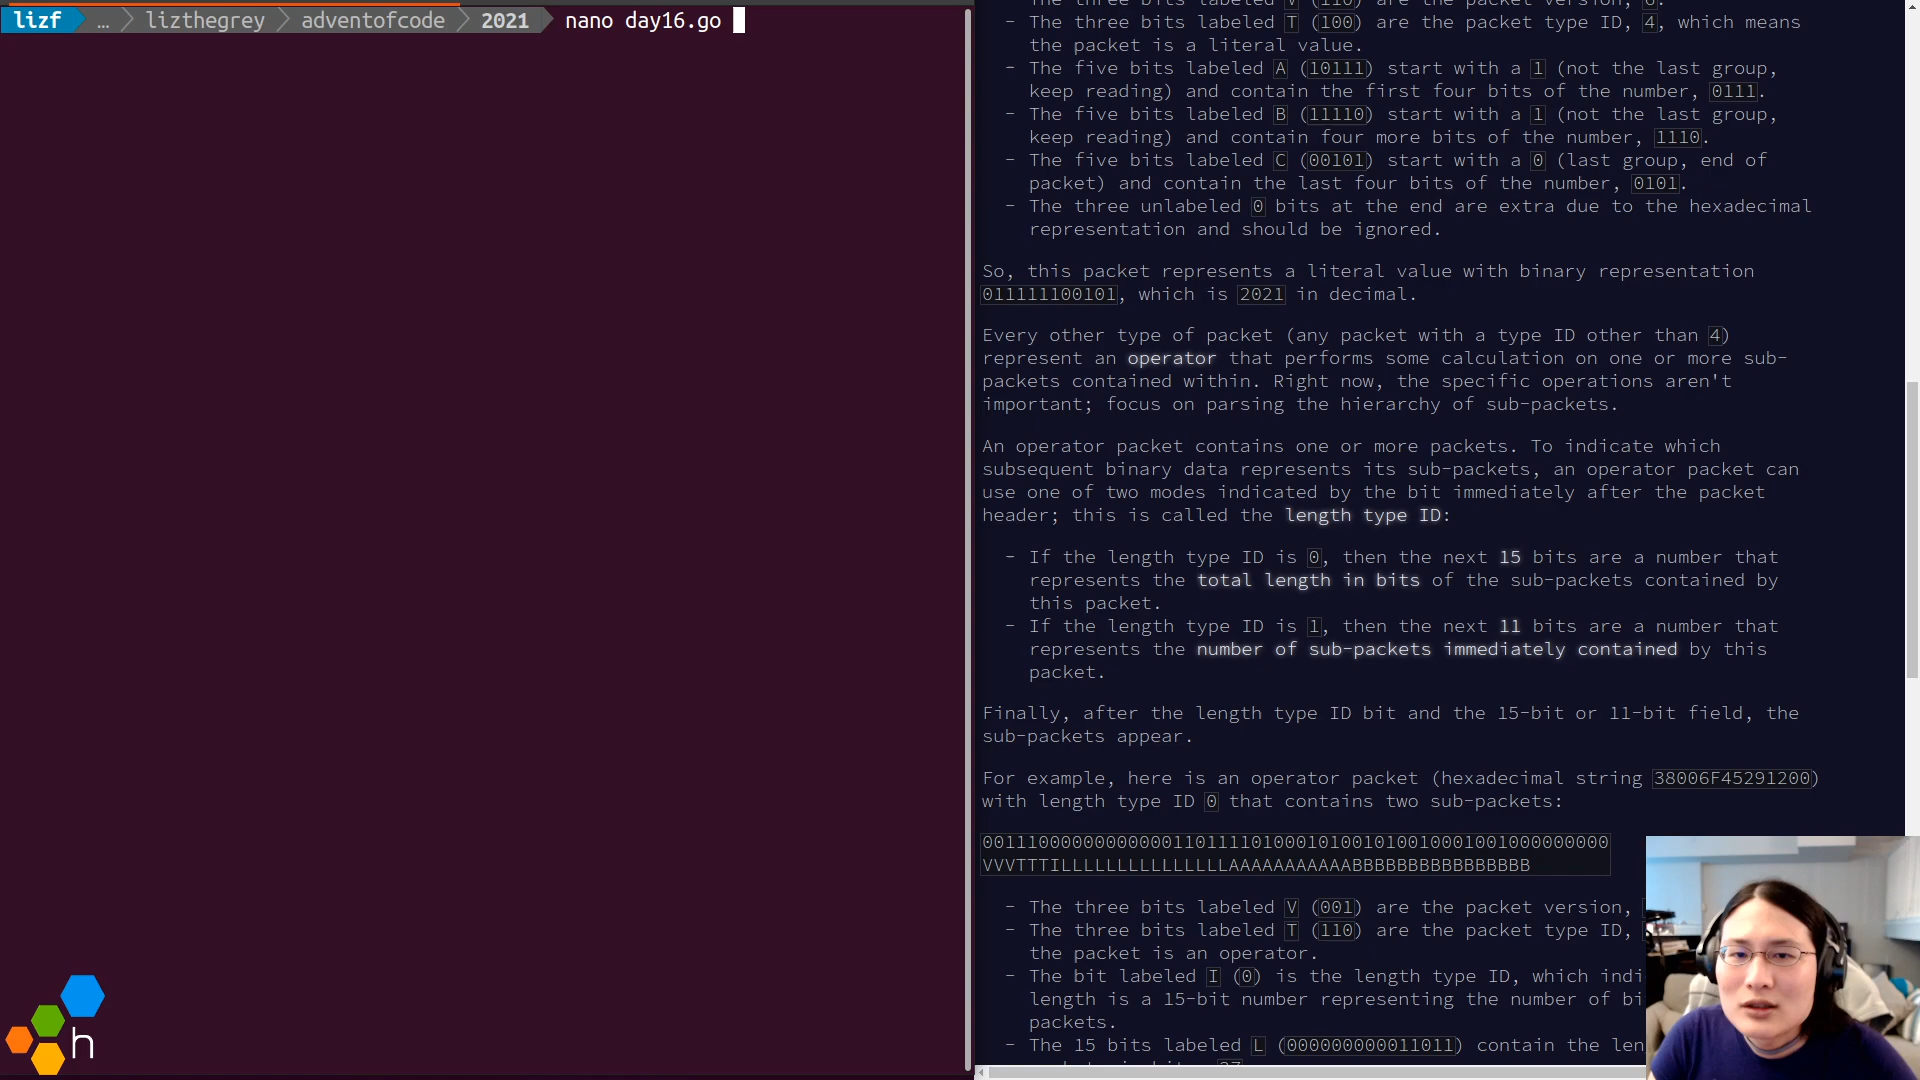 lizf … lizthegrey adventofcode 2021 nano day16.go
- The three bits labeled T (100) are the packet type ID, 4, which means
the packet is a literal value.
- The five bits labeled A (10111) start with a 1 (not the last group,
keep reading) and contain the first four bits of the number, 0111.
- The five bits labeled B (11110) start with a 1 (not the last group,
keep reading) and contain four more bits of the number, 1110.
- The five bits labeled C (00101) start with a 0 (last group, end of
packet) and contain the last four bits of the number, 0101.
- The three unlabeled 0 bits at the end are extra due to the hexadecimal
representation and should be ignored.
So, this packet represents a literal value with binary representation
011111100101, which is 2021 in decimal.
Every other type of packet (any packet with a type ID other than 4)
represent an operator that performs some calculation on one or more sub-
packets contained within. Right now, the specific operations aren't
important; focus on parsing the hierarchy of sub-packets.
An operator packet contains one or more packets. To indicate which
subsequent binary data represents its sub-packets, an operator packet can
use one of two modes indicated by the bit immediately after the packet
header; this is called the length type ID:
- If the length type ID is 0, then the next 15 bits are a number that
represents the total length in bits of the sub-packets contained by
this packet.
- If the length type ID is 1, then the next 11 bits are a number that
represents the number of sub-packets immediately contained by this
packet.
Finally, after the length type ID bit and the 15-bit or 11-bit field, the
sub-packets appear.
For example, here is an operator packet (hexadecimal string 38006F45291200)
with length type ID 0 that contains two sub-packets:
00111000000000000110111101000101001010010001001000000000
VVVTTTILLLLLLLLLLLLLLLAAAAAAAAAAABBBBBBBBBBBBBBBB
- The three bits labeled V (001) are the packet version,
- The three bits labeled T (110) are the packet type ID,
the packet is an operator.
- The bit labeled I (0) is the length type ID, which indi
length is a 15-bit number representing the number of bi
packets.
- The 15 bits labeled L (000000000011011) contain the len
h